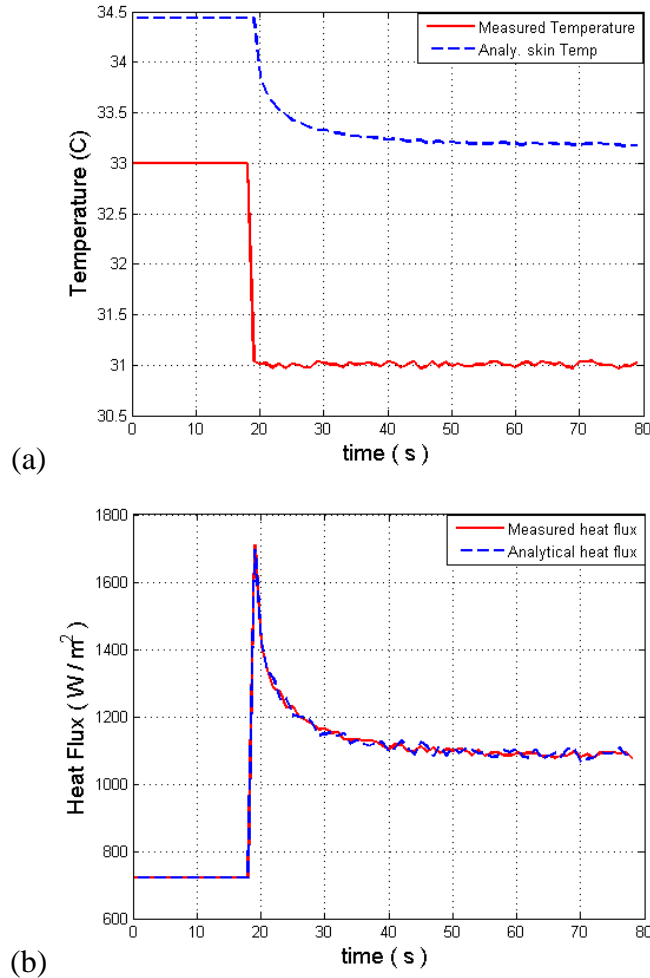 34.5
34
33.5
33
32.5
32
31.5
31
30.5
Temperature (C)
Measured Temperature
Analy. skin Temp
0 10 20 30 40 50 60 70 80
time ( s )
(a)
1800
1600
1400
1200
1000
800
600
Heat Flux ( W / m²)
Measured heat flux
Analytical heat flux
0 10 20 30 40 50 60 70 80
time ( s )
(b)